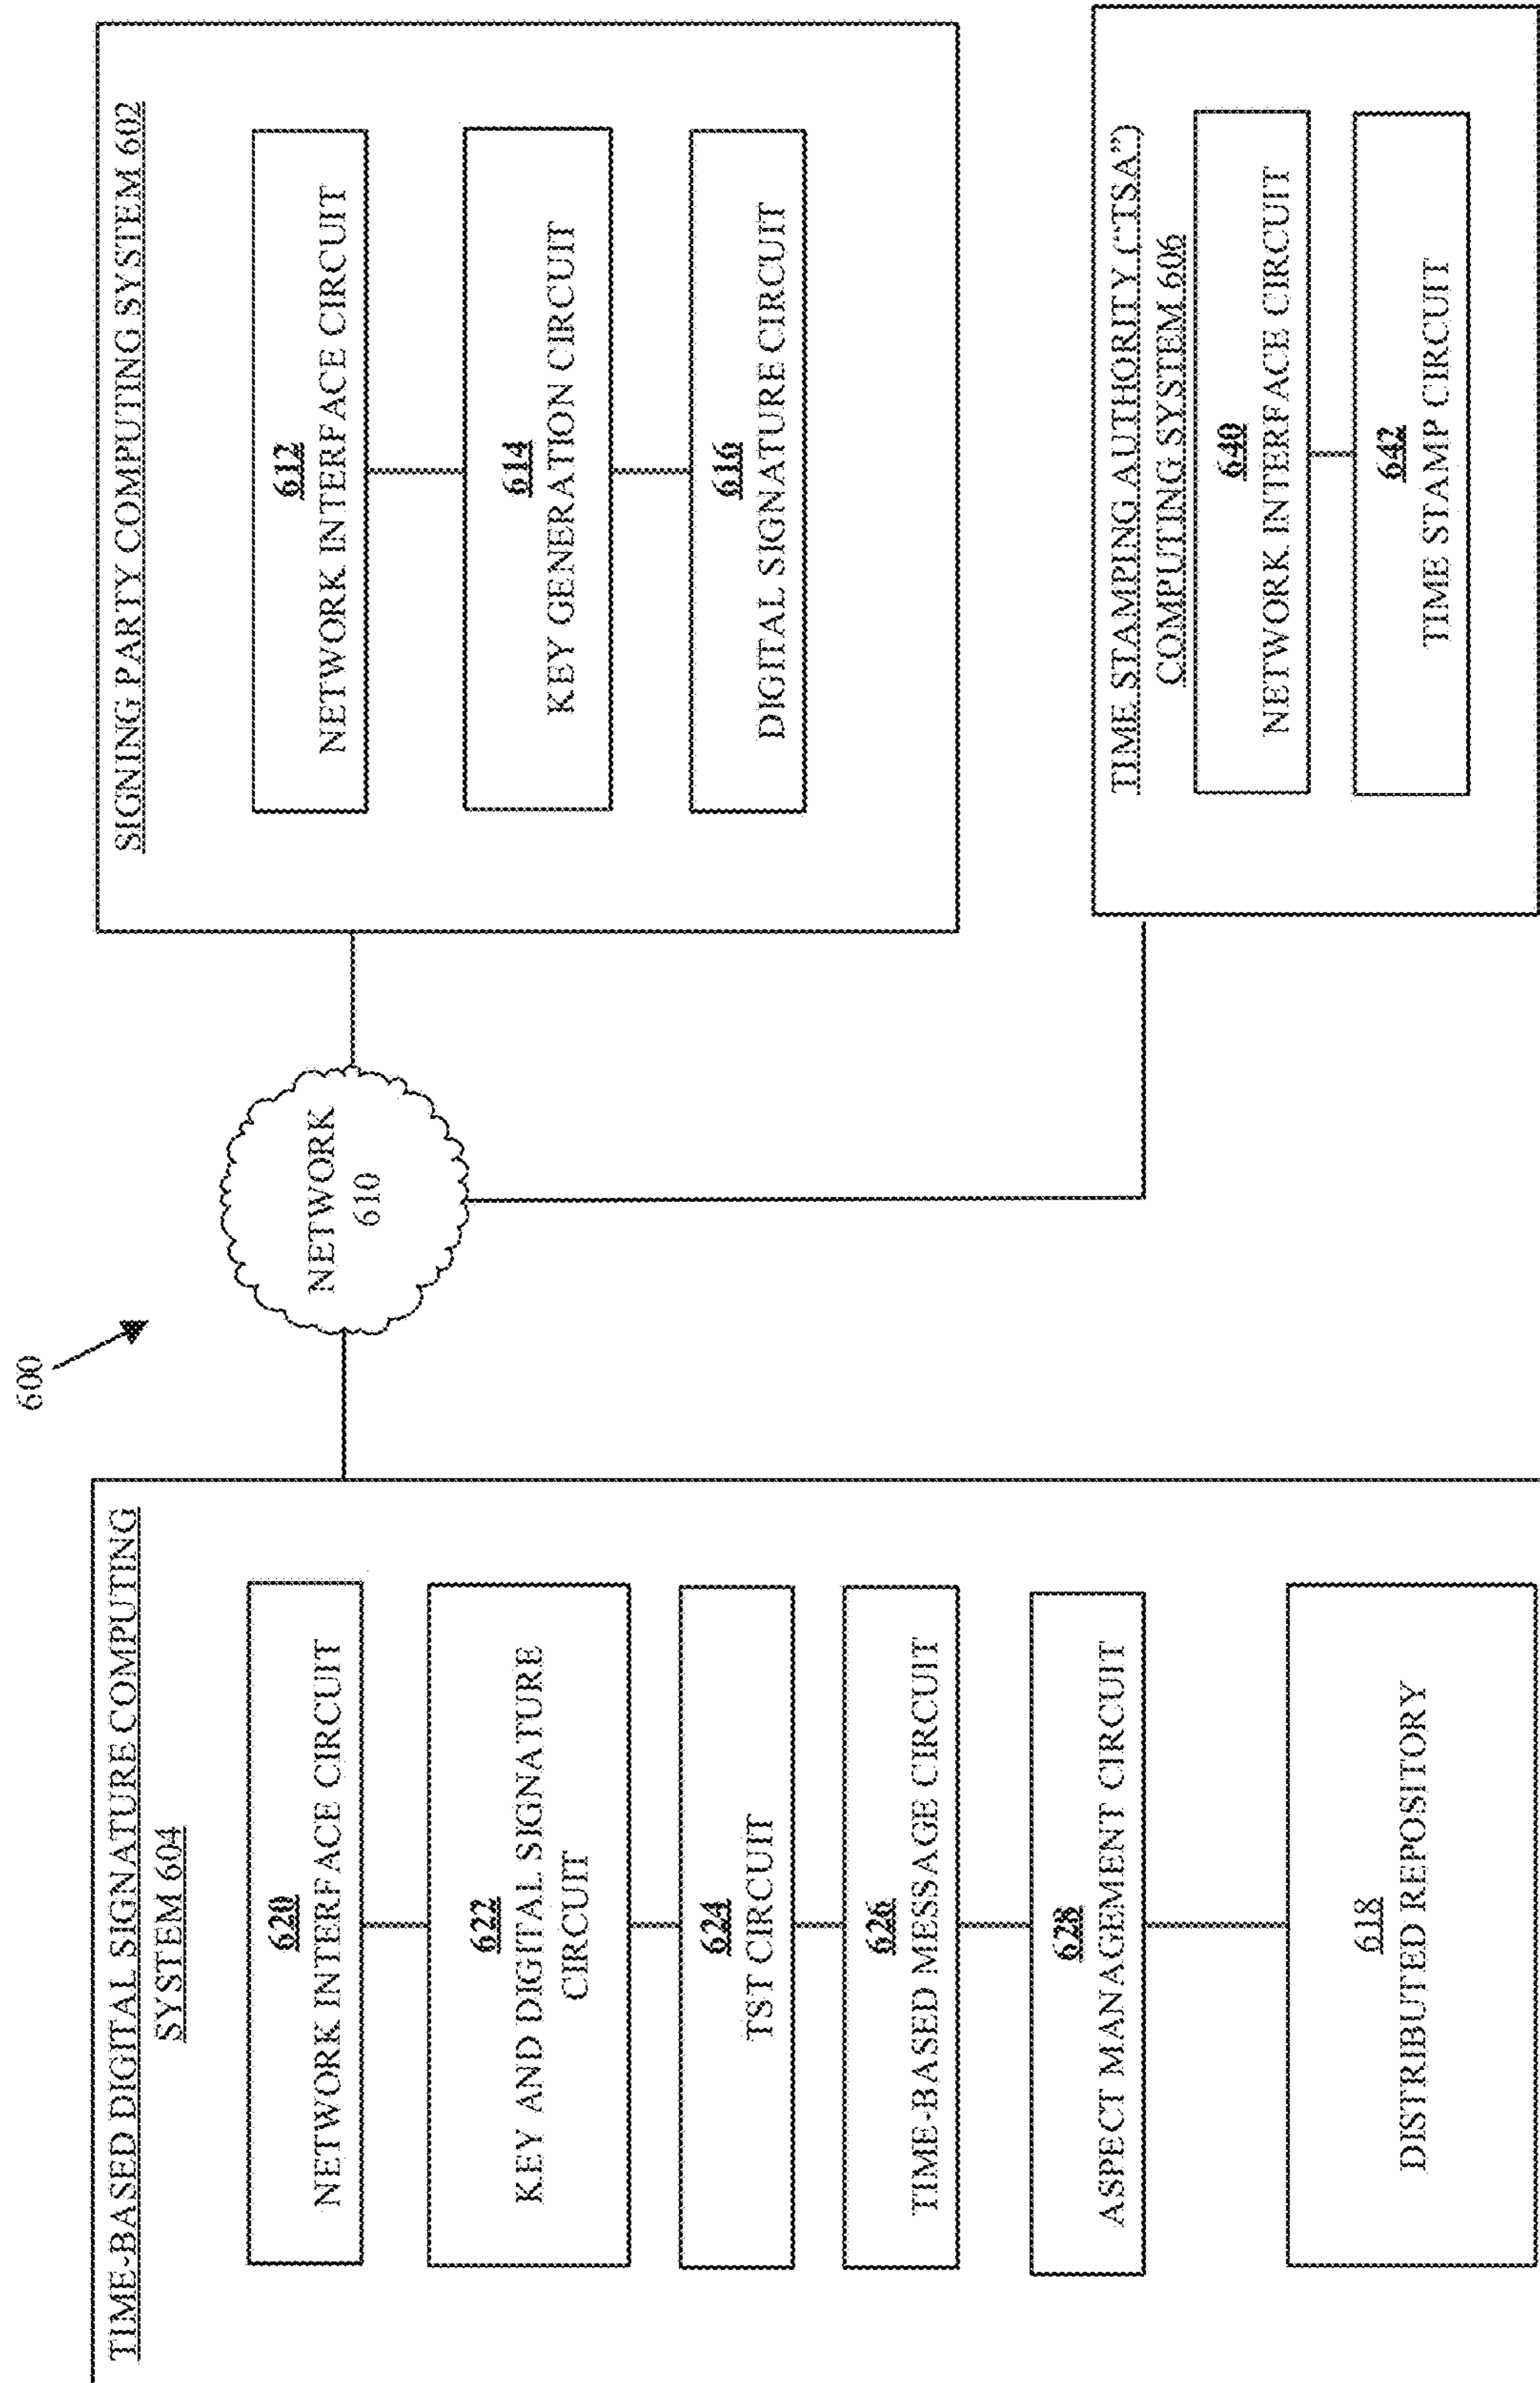 600
TIME-BASED DIGITAL SIGNATURE COMPUTING
SYSTEM 604
620
NETWORK INTERFACE CIRCUIT
622
KEY AND DIGITAL SIGNATURE
CIRCUIT
624
TST CIRCUIT
626
TIME-BASED MESSAGE CIRCUIT
628
ASPECT MANAGEMENT CIRCUIT
618
DISTRIBUTED REPOSITORY
NETWORK
610
SIGNING PARTY COMPUTING SYSTEM 602
612
NETWORK INTERFACE CIRCUIT
614
KEY GENERATION CIRCUIT
616
DIGITAL SIGNATURE CIRCUIT
TIME STAMPING AUTHORITY ("TSA")
COMPUTING SYSTEM 606
640
NETWORK INTERFACE CIRCUIT
642
TIME STAMP CIRCUIT